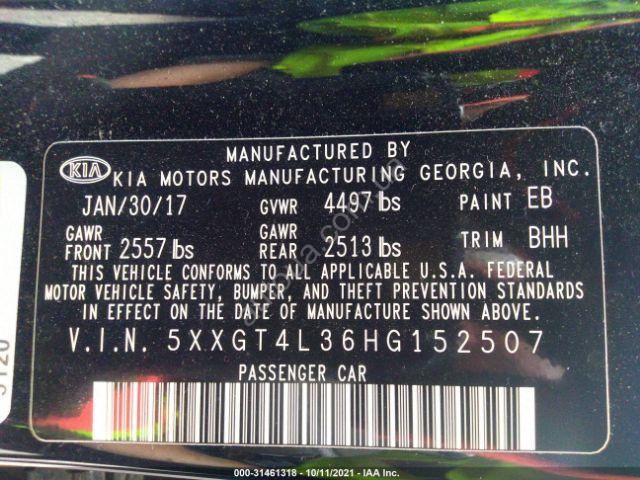 MANUFACTURED BY
KIA KIA MOTORS MANUFACTURING GEORGIA, INC.
JAN/30/17 GVWR 4497 lbs PAINT EB
GAWR FRONT 2557 lbs GAWR REAR 2513 lbs TRIM BHH
THIS VEHICLE CONFORMS TO ALL APPLICABLE U.S.A. FEDERAL
MOTOR VEHICLE SAFETY, BUMPER, AND THEFT PREVENTION STANDARDS
IN EFFECT ON THE DATE OF MANUFACTURE SHOWN ABOVE.
V.I.N. 5XXGT4L36HG152507
PASSENGER CAR
000-31461318 - 10/11/2021 - IAA Inc.